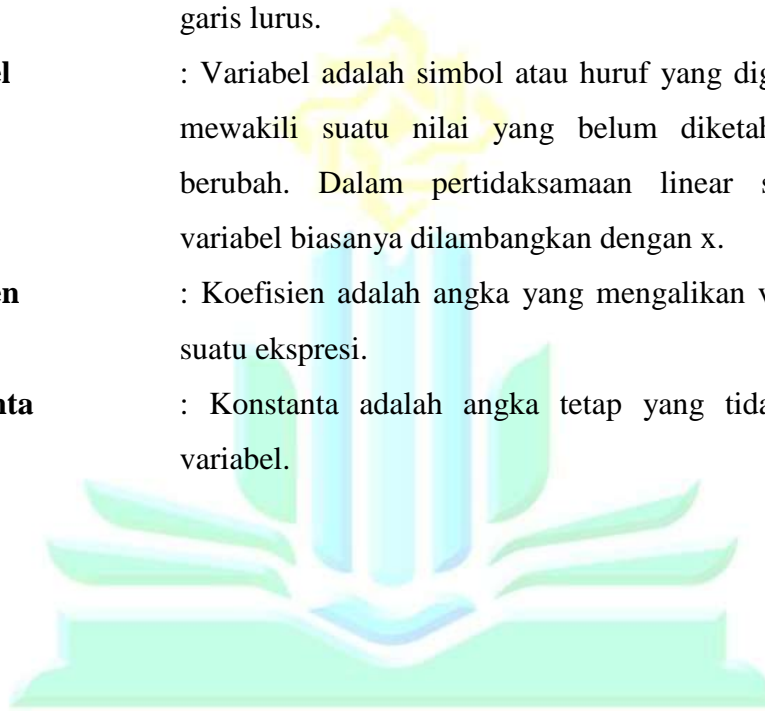 garis lurus.
el : Variabel adalah simbol atau huruf yang dig
mewakili suatu nilai yang belum diketah
berubah. Dalam pertidaksamaan linear s
variabel biasanya dilambangkan dengan x.
en : Koefisien adalah angka yang mengalikan v
suatu ekspresi.
nta : Konstanta adalah angka tetap yang tida
variabel.